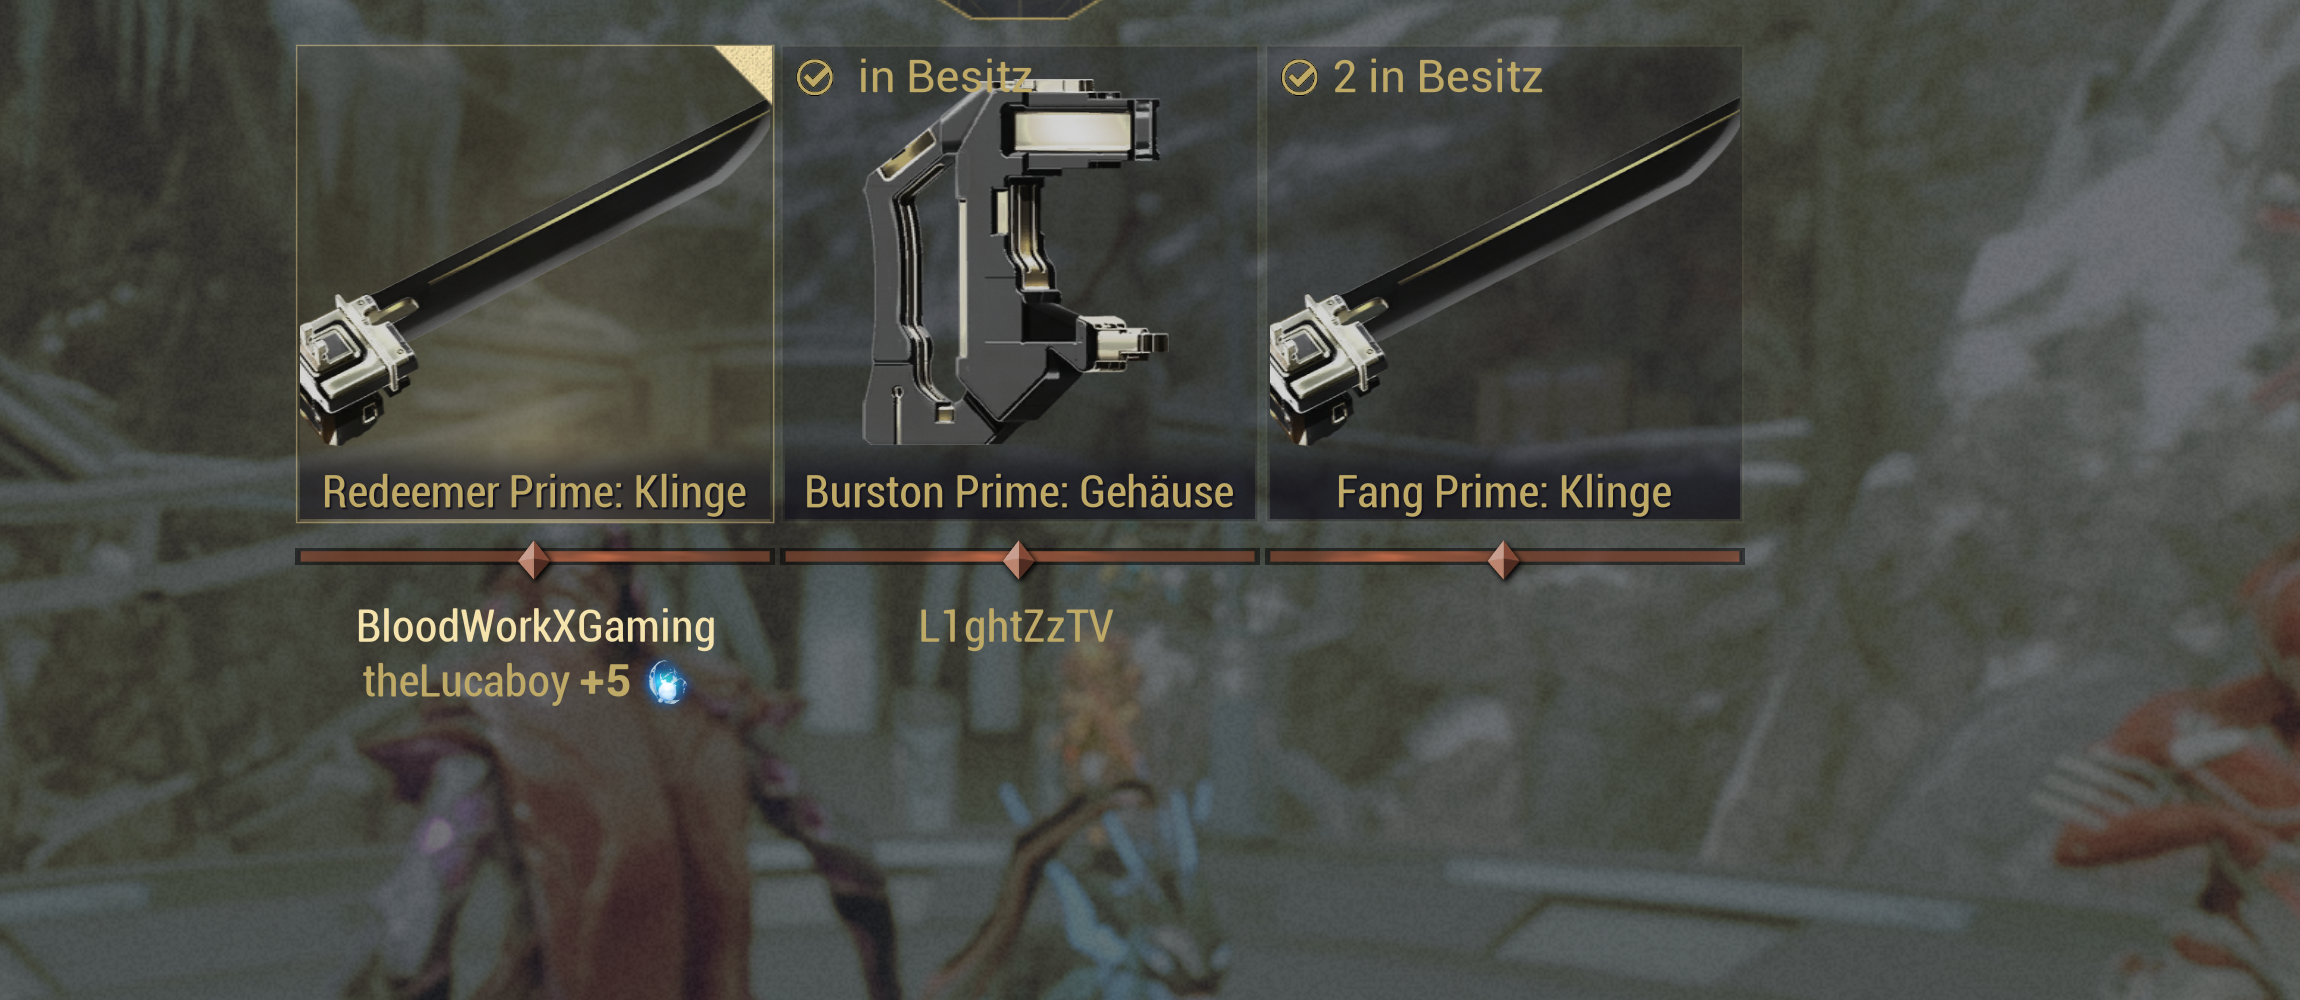 in Besitz
2 in Besitz
Redeemer Prime: Klinge
Burston Prime: Gehäuse
Fang Prime: Klinge
BloodWorkXGaming
theLucaboy +5
L1ghtZzTV